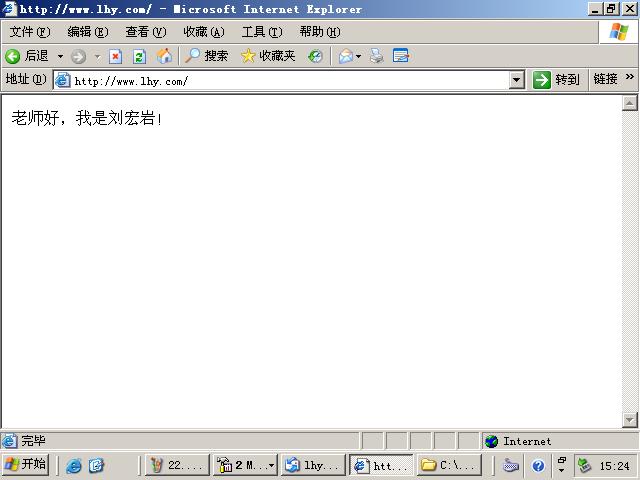 http://www.lhy.com/ - Microsoft Internet Explorer
文件(F) 编辑(E) 查看(V) 收藏(A) 工具(T) 帮助(H)
后退 搜索 收藏夹
地址(D) http://www.lhy.com/ 转到 链接 »
老师好，我是刘宏岩!
完毕 Internet
开始 22.... 2 M... lhy... htt... C:\... 15:24